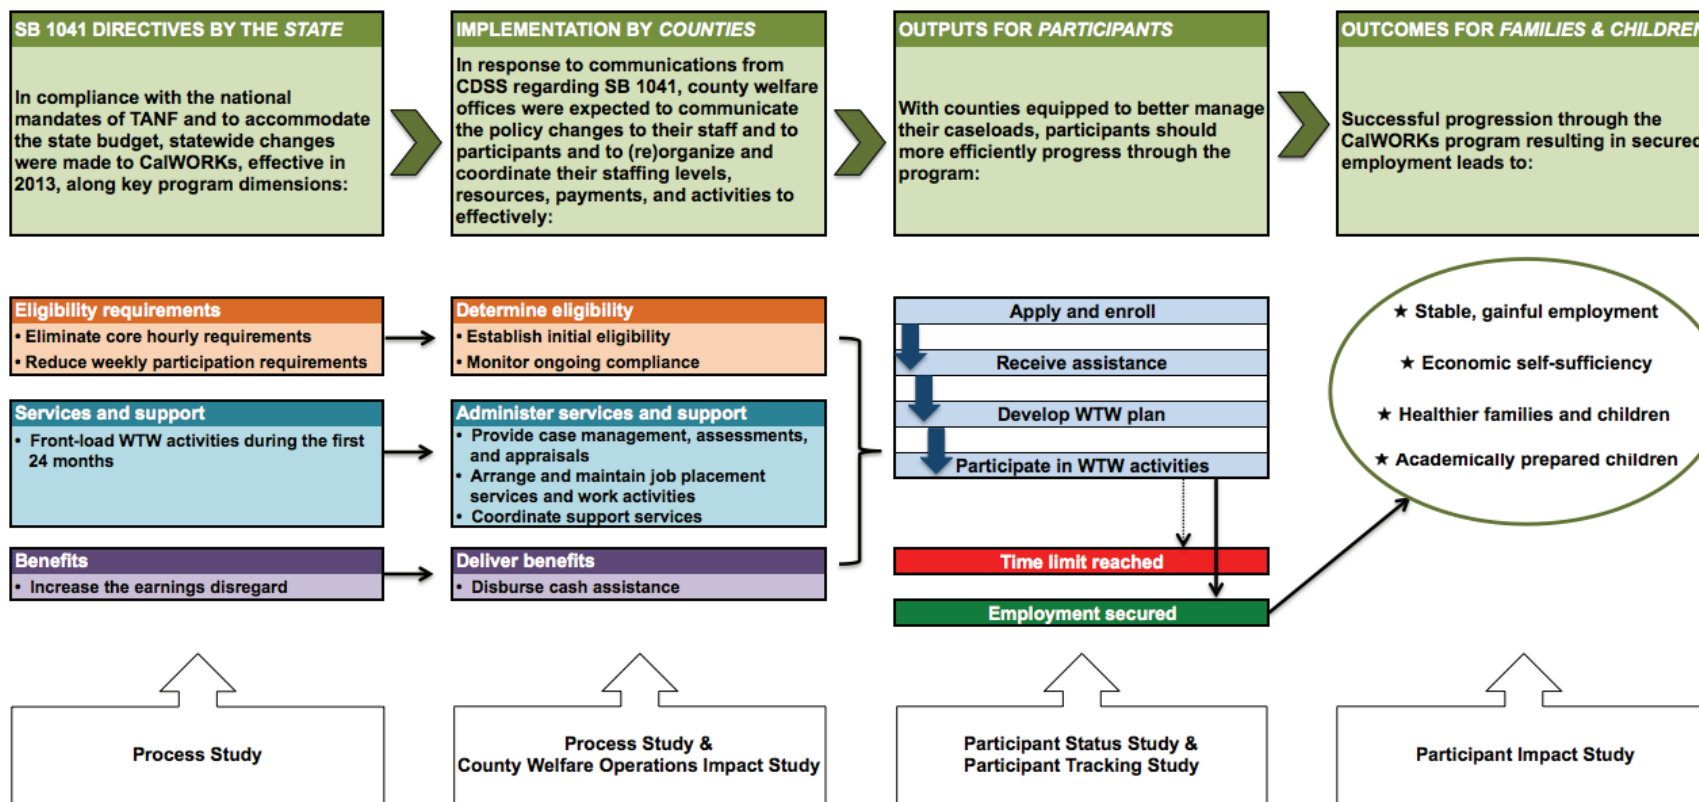 SB 1041 DIRECTIVES BY THE STATE
In compliance with the national
mandates of TANF and to accommodate
the state budget, statewide changes
were made to CalWORKs, effective in
2013, along key program dimensions:
IMPLEMENTATION BY COUNTIES
In response to communications from
CDSS regarding SB 1041, county welfare
offices were expected to communicate
the policy changes to their staff and to
participants and to (re)organize and
coordinate their staffing levels,
resources, payments, and activities to
effectively:
OUTPUTS FOR PARTICIPANTS
With counties equipped to better manage
their caseloads, participants should
more efficiently progress through the
program:
OUTCOMES FOR FAMILIES & CHILDREN
Successful progression through the
CalWORKs program resulting in secured
employment leads to:
Eligibility requirements
• Eliminate core hourly requirements
• Reduce weekly participation requirements
Services and support
• Front-load WTW activities during the first
24 months
Benefits
• Increase the earnings disregard
Determine eligibility
• Establish initial eligibility
• Monitor ongoing compliance
Administer services and support
• Provide case management, assessments,
and appraisals
• Arrange and maintain job placement
services and work activities
• Coordinate support services
Deliver benefits
• Disburse cash assistance
Apply and enroll
Receive assistance
Develop WTW plan
Participate in WTW activities
Time limit reached
Employment secured
★ Stable, gainful employment
★ Economic self-sufficiency
★ Healthier families and children
★ Academically prepared children
Process Study
Process Study &
County Welfare Operations Impact Study
Participant Status Study &
Participant Tracking Study
Participant Impact Study